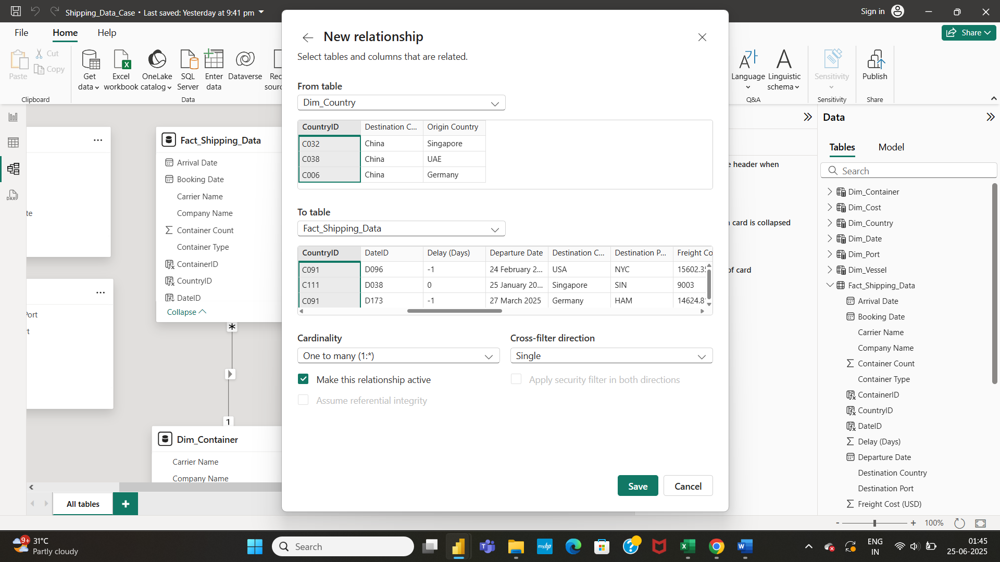 Shipping_Data_Case • Last saved: Yesterday at 9:41 pm
Sign in
File
Home
Help
Share
Paste
Cut
Copy
Clipboard
Get data
Excel workbook
OneLake catalog
SQL Server
Enter data
Dataverse
Rec
sourc
Data
Language
Linguistic schema
Q&A
Sensitivity
Sensitivity
Publish
Share
DAX
te
Port
t
Fact_Shipping_Data
Arrival Date
Booking Date
Carrier Name
Company Name
Container Count
Container Type
ContainerID
CountryID
DateID
Collapse
*
1
Dim_Container
Carrier Name
Company Name
All tables
New relationship
Select tables and columns that are related.
From table
Dim_Country
CountryID Destination C... Origin Country
C032 China Singapore
C038 China UAE
C006 China Germany
To table
Fact_Shipping_Data
CountryID DateID Delay (Days) Departure Date Destination C... Destination P... Freight Co
C091 D096 -1 24 February 2... USA NYC 15602.35
C111 D038 0 25 January 20... Singapore SIN 9003
C091 D173 -1 27 March 2025 Germany HAM 14624.8
Cardinality
One to many (1:*)
Cross-filter direction
Single
Make this relationship active
Apply security filter in both directions
Assume referential integrity
Save
Cancel
e header when
card is collapsed
of card
Data
Tables
Model
Search
Dim_Container
Dim_Cost
Dim_Country
Dim_Date
Dim_Port
Dim_Vessel
Fact_Shipping_Data
Arrival Date
Booking Date
Carrier Name
Company Name
Container Count
Container Type
ContainerID
CountryID
DateID
Delay (Days)
Departure Date
Destination Country
Destination Port
Freight Cost (USD)
- + 100%
9+
31°C
Partly cloudy
Search
myhp
ENG
IN
01:45
25-06-2025